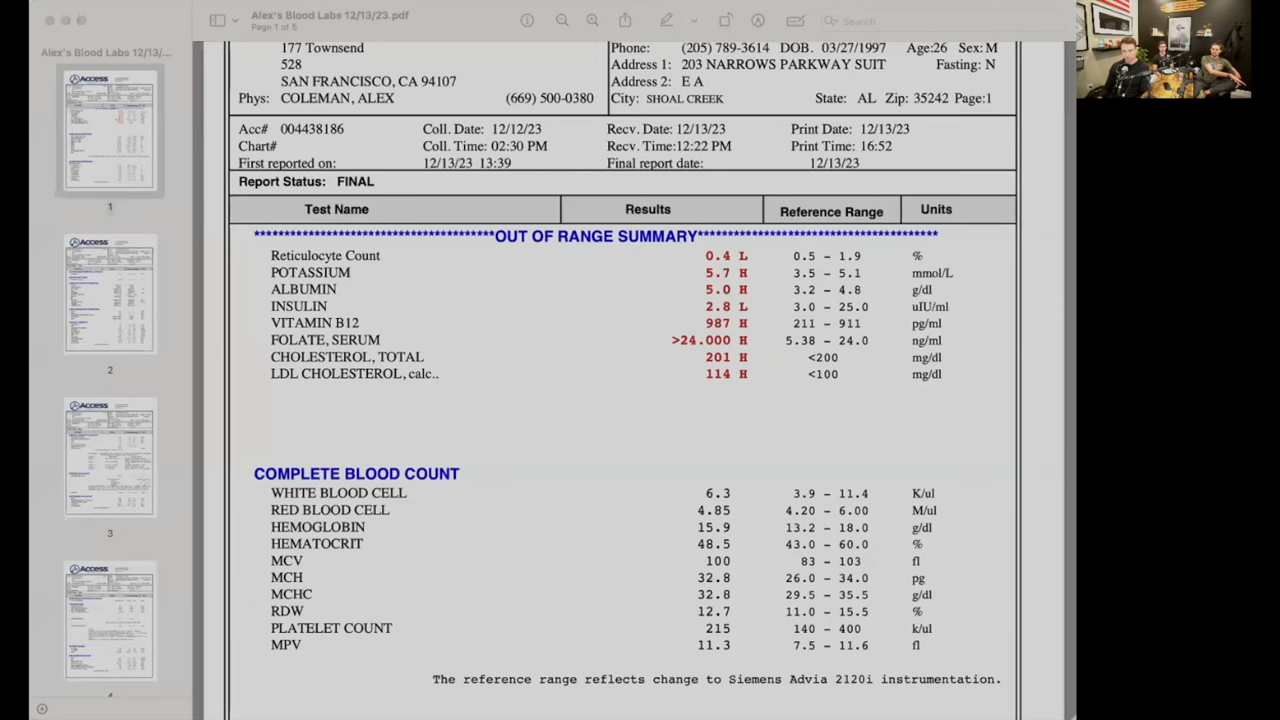 Alex's Blood Labs 12/13/23.pdf
Page 1 of 5
Search
Alex's Blood Labs 12/13/...
Access
1
Access
2
3
Access
4
177 Townsend
528
SAN FRANCISCO, CA 94107
Phys: COLEMAN, ALEX (669) 500-0380
Phone: (205) 789-3614 DOB. 03/27/1997 Age:26 Sex: M
Address 1: 203 NARROWS PARKWAY SUIT Fasting: N
Address 2: E A
City: SHOAL CREEK State: AL Zip: 35242 Page:1
Acc# 004438186 Coll. Date: 12/12/23 Recv. Date: 12/13/23 Print Date: 12/13/23
Chart# Coll. Time: 02:30 PM Recv. Time:12:22 PM Print Time: 16:52
First reported on: 12/13/23 13:39 Final report date: 12/13/23
Report Status: FINAL
Test Name Results Reference Range Units
***********************************OUT OF RANGE SUMMARY***********************************
Reticulocyte Count 0.4 L 0.5 - 1.9 %
POTASSIUM 5.7 H 3.5 - 5.1 mmol/L
ALBUMIN 5.0 H 3.2 - 4.8 g/dl
INSULIN 2.8 L 3.0 - 25.0 uIU/ml
VITAMIN B12 987 H 211 - 911 pg/ml
FOLATE, SERUM >24.000 H 5.38 - 24.0 ng/ml
CHOLESTEROL, TOTAL 201 H <200 mg/dl
LDL CHOLESTEROL, calc.. 114 H <100 mg/dl
COMPLETE BLOOD COUNT
WHITE BLOOD CELL 6.3 3.9 - 11.4 K/ul
RED BLOOD CELL 4.85 4.20 - 6.00 M/ul
HEMOGLOBIN 15.9 13.2 - 18.0 g/dl
HEMATOCRIT 48.5 43.0 - 60.0 %
MCV 100 83 - 103 fl
MCH 32.8 26.0 - 34.0 pg
MCHC 32.8 29.5 - 35.5 g/dl
RDW 12.7 11.0 - 15.5 %
PLATELET COUNT 215 140 - 400 k/ul
MPV 11.3 7.5 - 11.6 fl
The reference range reflects change to Siemens Advia 2120i instrumentation.